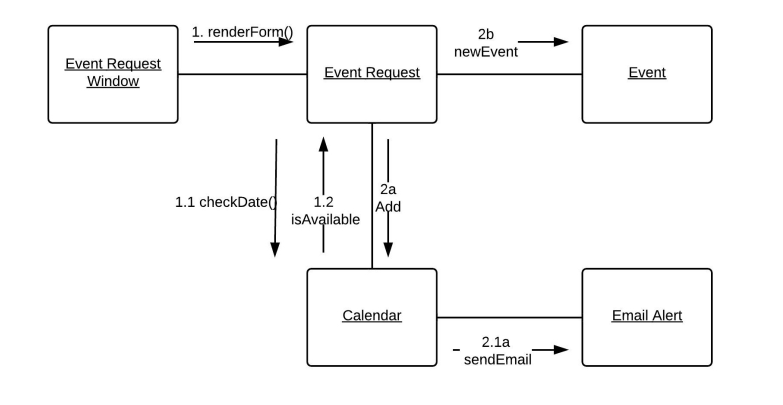 1. renderForm()
2b
newEvent
Event Request
Window
Event Request
Event
1.1 checkDate()
1.2
isAvailable
2a
Add
Calendar
Email Alert
2.1a
sendEmail